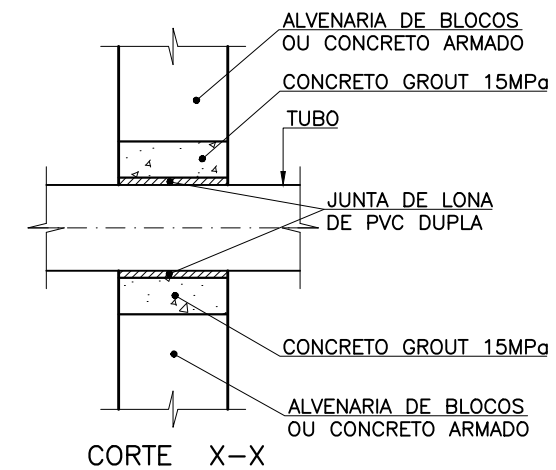 ALVENARIA DE BLOCOS
OU CONCRETO ARMADO
CONCRETO GROUT 15MPa
TUBO
JUNTA DE LONA
DE PVC DUPLA
CONCRETO GROUT 15MPa
ALVENARIA DE BLOCOS
OU CONCRETO ARMADO
CORTE X-X